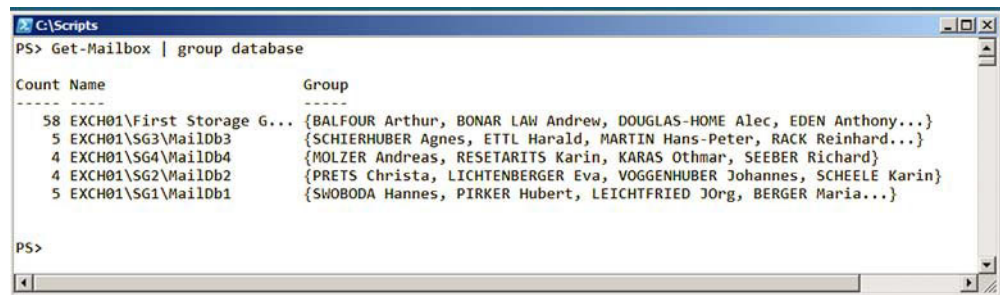 C:\Scripts
PS> Get-Mailbox | group database
Count Name Group
----- ---- -----
58 EXCH01\First Storage G... {BALFOUR Arthur, BONAR LAW Andrew, DOUGLAS-HOME Alec, EDEN Anthony...}
5 EXCH01\SG3\MailDb3 {SCHIERHUBER Agnes, ETTL Harald, MARTIN Hans-Peter, RACK Reinhard...}
4 EXCH01\SG4\MailDb4 {MOLZER Andreas, RESETARITS Karin, KARAS Othmar, SEEBER Richard}
4 EXCH01\SG2\MailDb2 {PRETS Christa, LICHTENBERGER Eva, VOGGENHUBER Johannes, SCHEELE Karin}
5 EXCH01\SG1\MailDb1 {SWOBODA Hannes, PIRKER Hubert, LEICHTFRIED JOrg, BERGER Maria...}
PS>